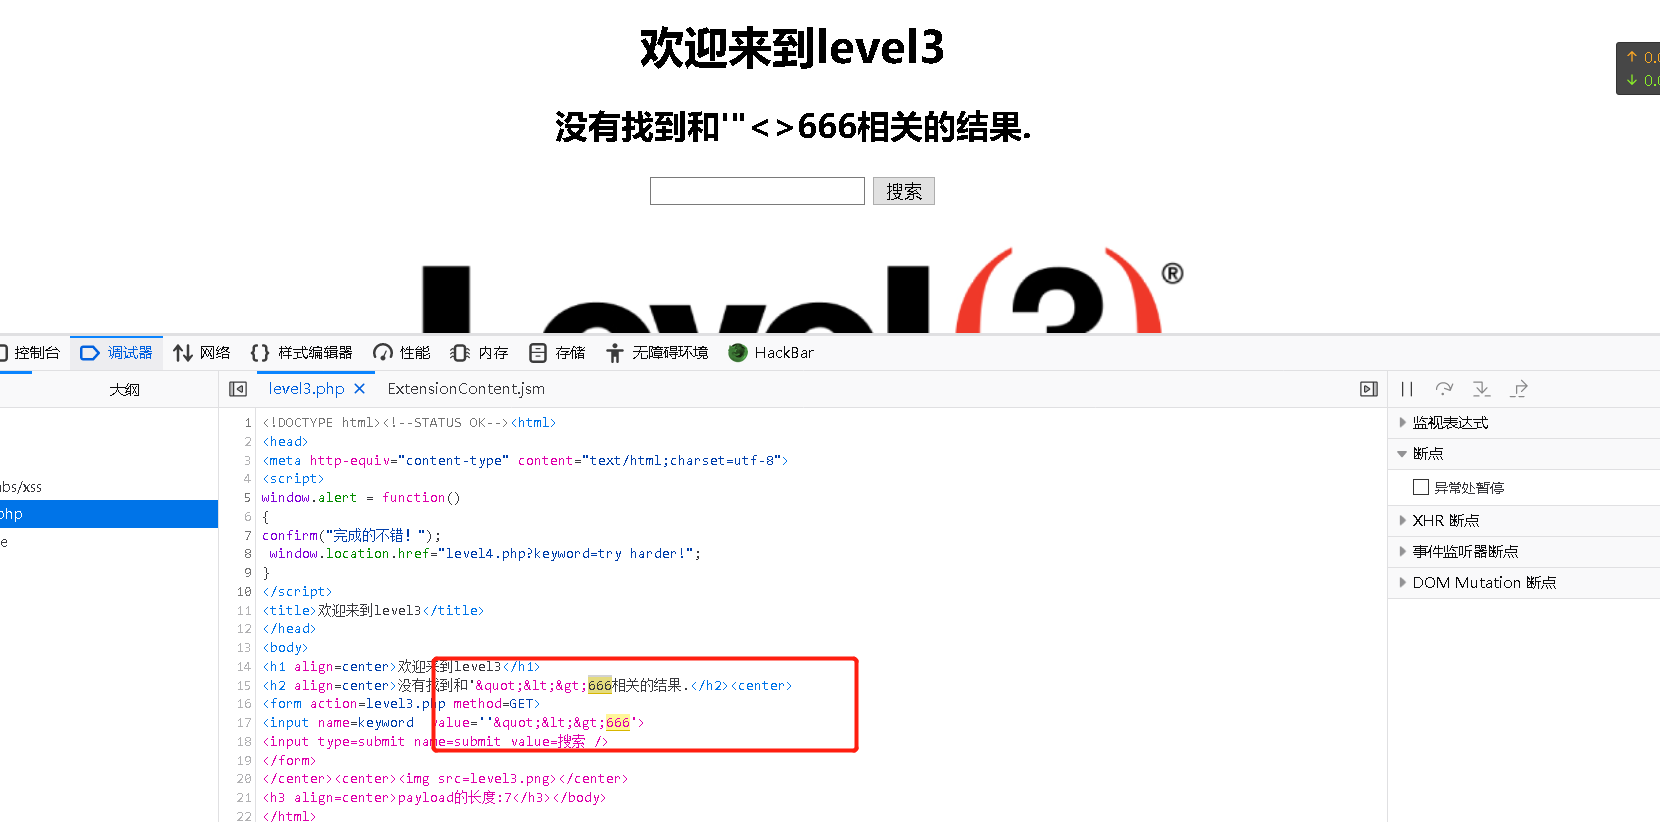 欢迎来到level3
没有找到和'"<>666相关的结果.
搜索
↑ 0.
↓ 0.
Level(3)®
控制台 调试器 网络 样式编辑器 性能 内存 存储 无障碍环境 HackBar
大纲 level3.php ExtensionContent.jsm
1 <!DOCTYPE html><!--STATUS OK--><html>
2 <head>
3 <meta http-equiv="content-type" content="text/html;charset=utf-8">
4 <script>
5 window.alert = function()
6 {
7 confirm("完成的不错！");
8 window.location.href="level4.php?keyword=try harder!";
9 }
10 </script>
11 <title>欢迎来到level3</title>
12 </head>
13 <body>
14 <h1 align=center>欢迎来到level3</h1>
15 <h2 align=center>没有找到和'&quot;&lt;&gt;666相关的结果.</h2><center>
16 <form action=level3.php method=GET>
17 <input name=keyword  value=''&quot;&lt;&gt;666'>
18 <input type=submit name=submit value=搜索 />
19 </form>
20 </center><center><img src=level3.png></center>
21 <h3 align=center>payload的长度:7</h3></body>
22 </html>
bs/xss
php
e
监视表达式
断点
异常处暂停
XHR 断点
事件监听器断点
DOM Mutation 断点